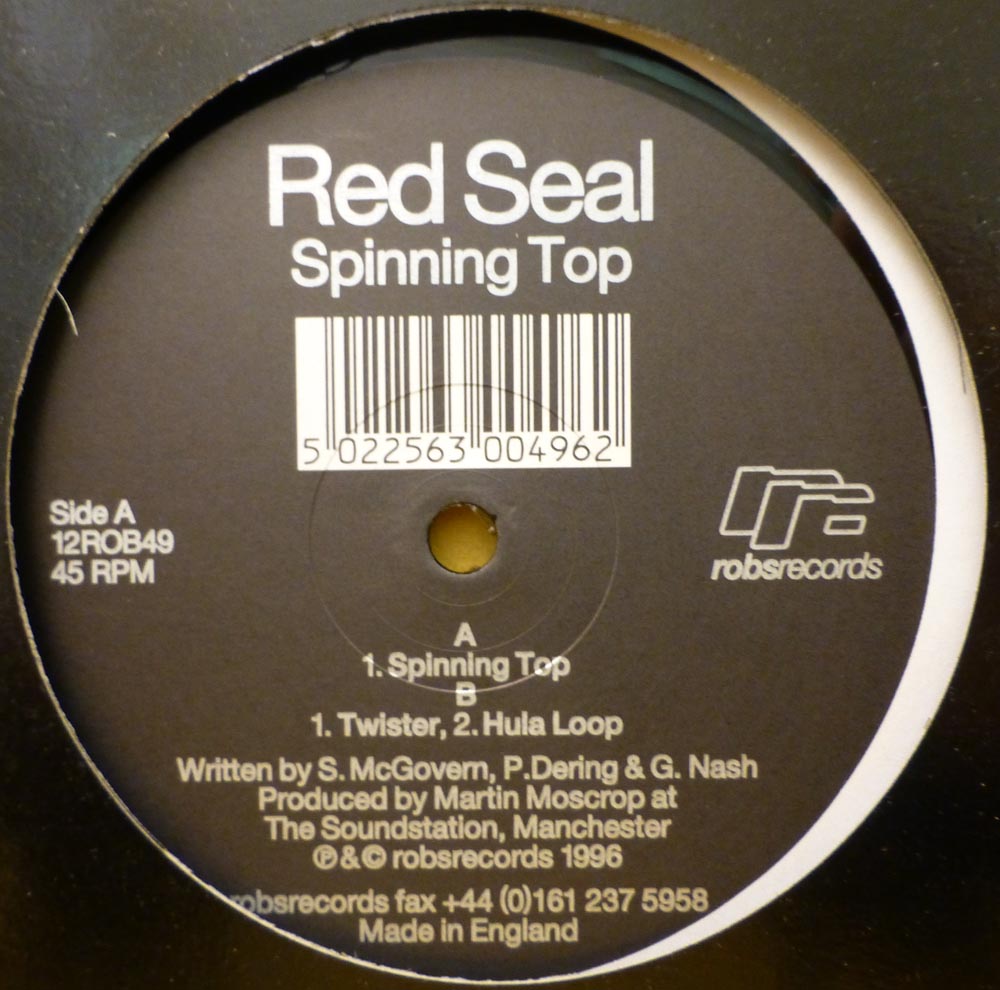 Red Seal
Spinning Top
5 022563 004962
Side A
12ROB49
45 RPM
robsrecords
A
1. Spinning Top
B
1. Twister, 2. Hula Loop
Written by S. McGovern, P.Dering & G. Nash
Produced by Martin Moscrop at
The Soundstation, Manchester
℗&© robsrecords 1996
robsrecords fax +44 (0)161 237 5958
Made in England